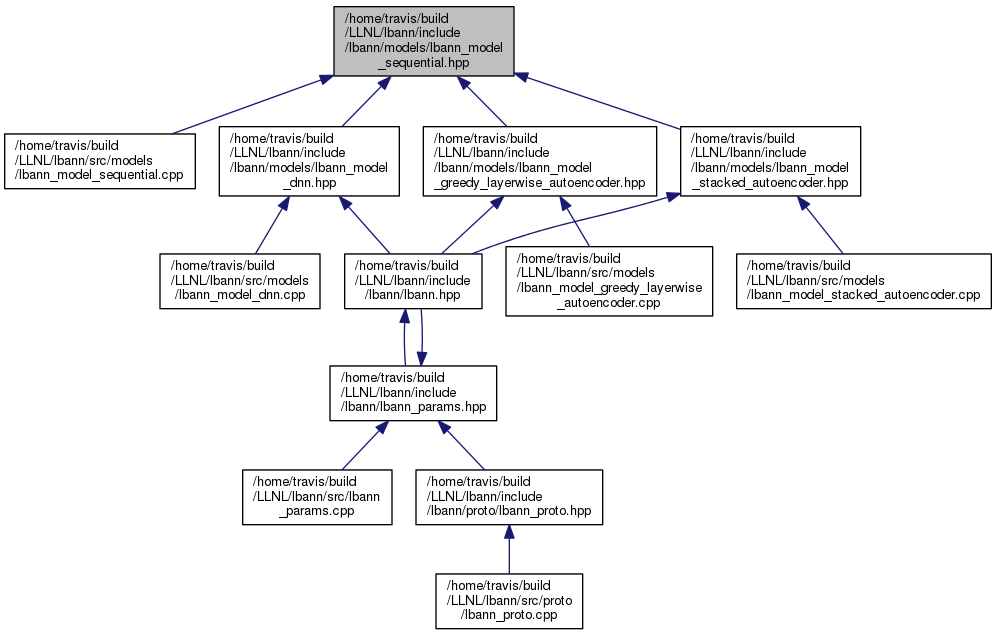 /home/travis/build
/LLNL/lbann/include
/lbann/models/lbann_model
_sequential.hpp
/home/travis/build
/LLNL/lbann/src/models
/lbann_model_sequential.cpp
/home/travis/build
/LLNL/lbann/include
/lbann/models/lbann_model
_dnn.hpp
/home/travis/build
/LLNL/lbann/include
/lbann/models/lbann_model
_greedy_layerwise_autoencoder.hpp
/home/travis/build
/LLNL/lbann/include
/lbann/models/lbann_model
_stacked_autoencoder.hpp
/home/travis/build
/LLNL/lbann/src/models
/lbann_model_dnn.cpp
/home/travis/build
/LLNL/lbann/include
/lbann/lbann.hpp
/home/travis/build
/LLNL/lbann/src/models
/lbann_model_greedy_layerwise
_autoencoder.cpp
/home/travis/build
/LLNL/lbann/src/models
/lbann_model_stacked_autoencoder.cpp
/home/travis/build
/LLNL/lbann/include
/lbann/lbann_params.hpp
/home/travis/build
/LLNL/lbann/src/lbann
_params.cpp
/home/travis/build
/LLNL/lbann/include
/lbann/proto/lbann_proto.hpp
/home/travis/build
/LLNL/lbann/src/proto
/lbann_proto.cpp